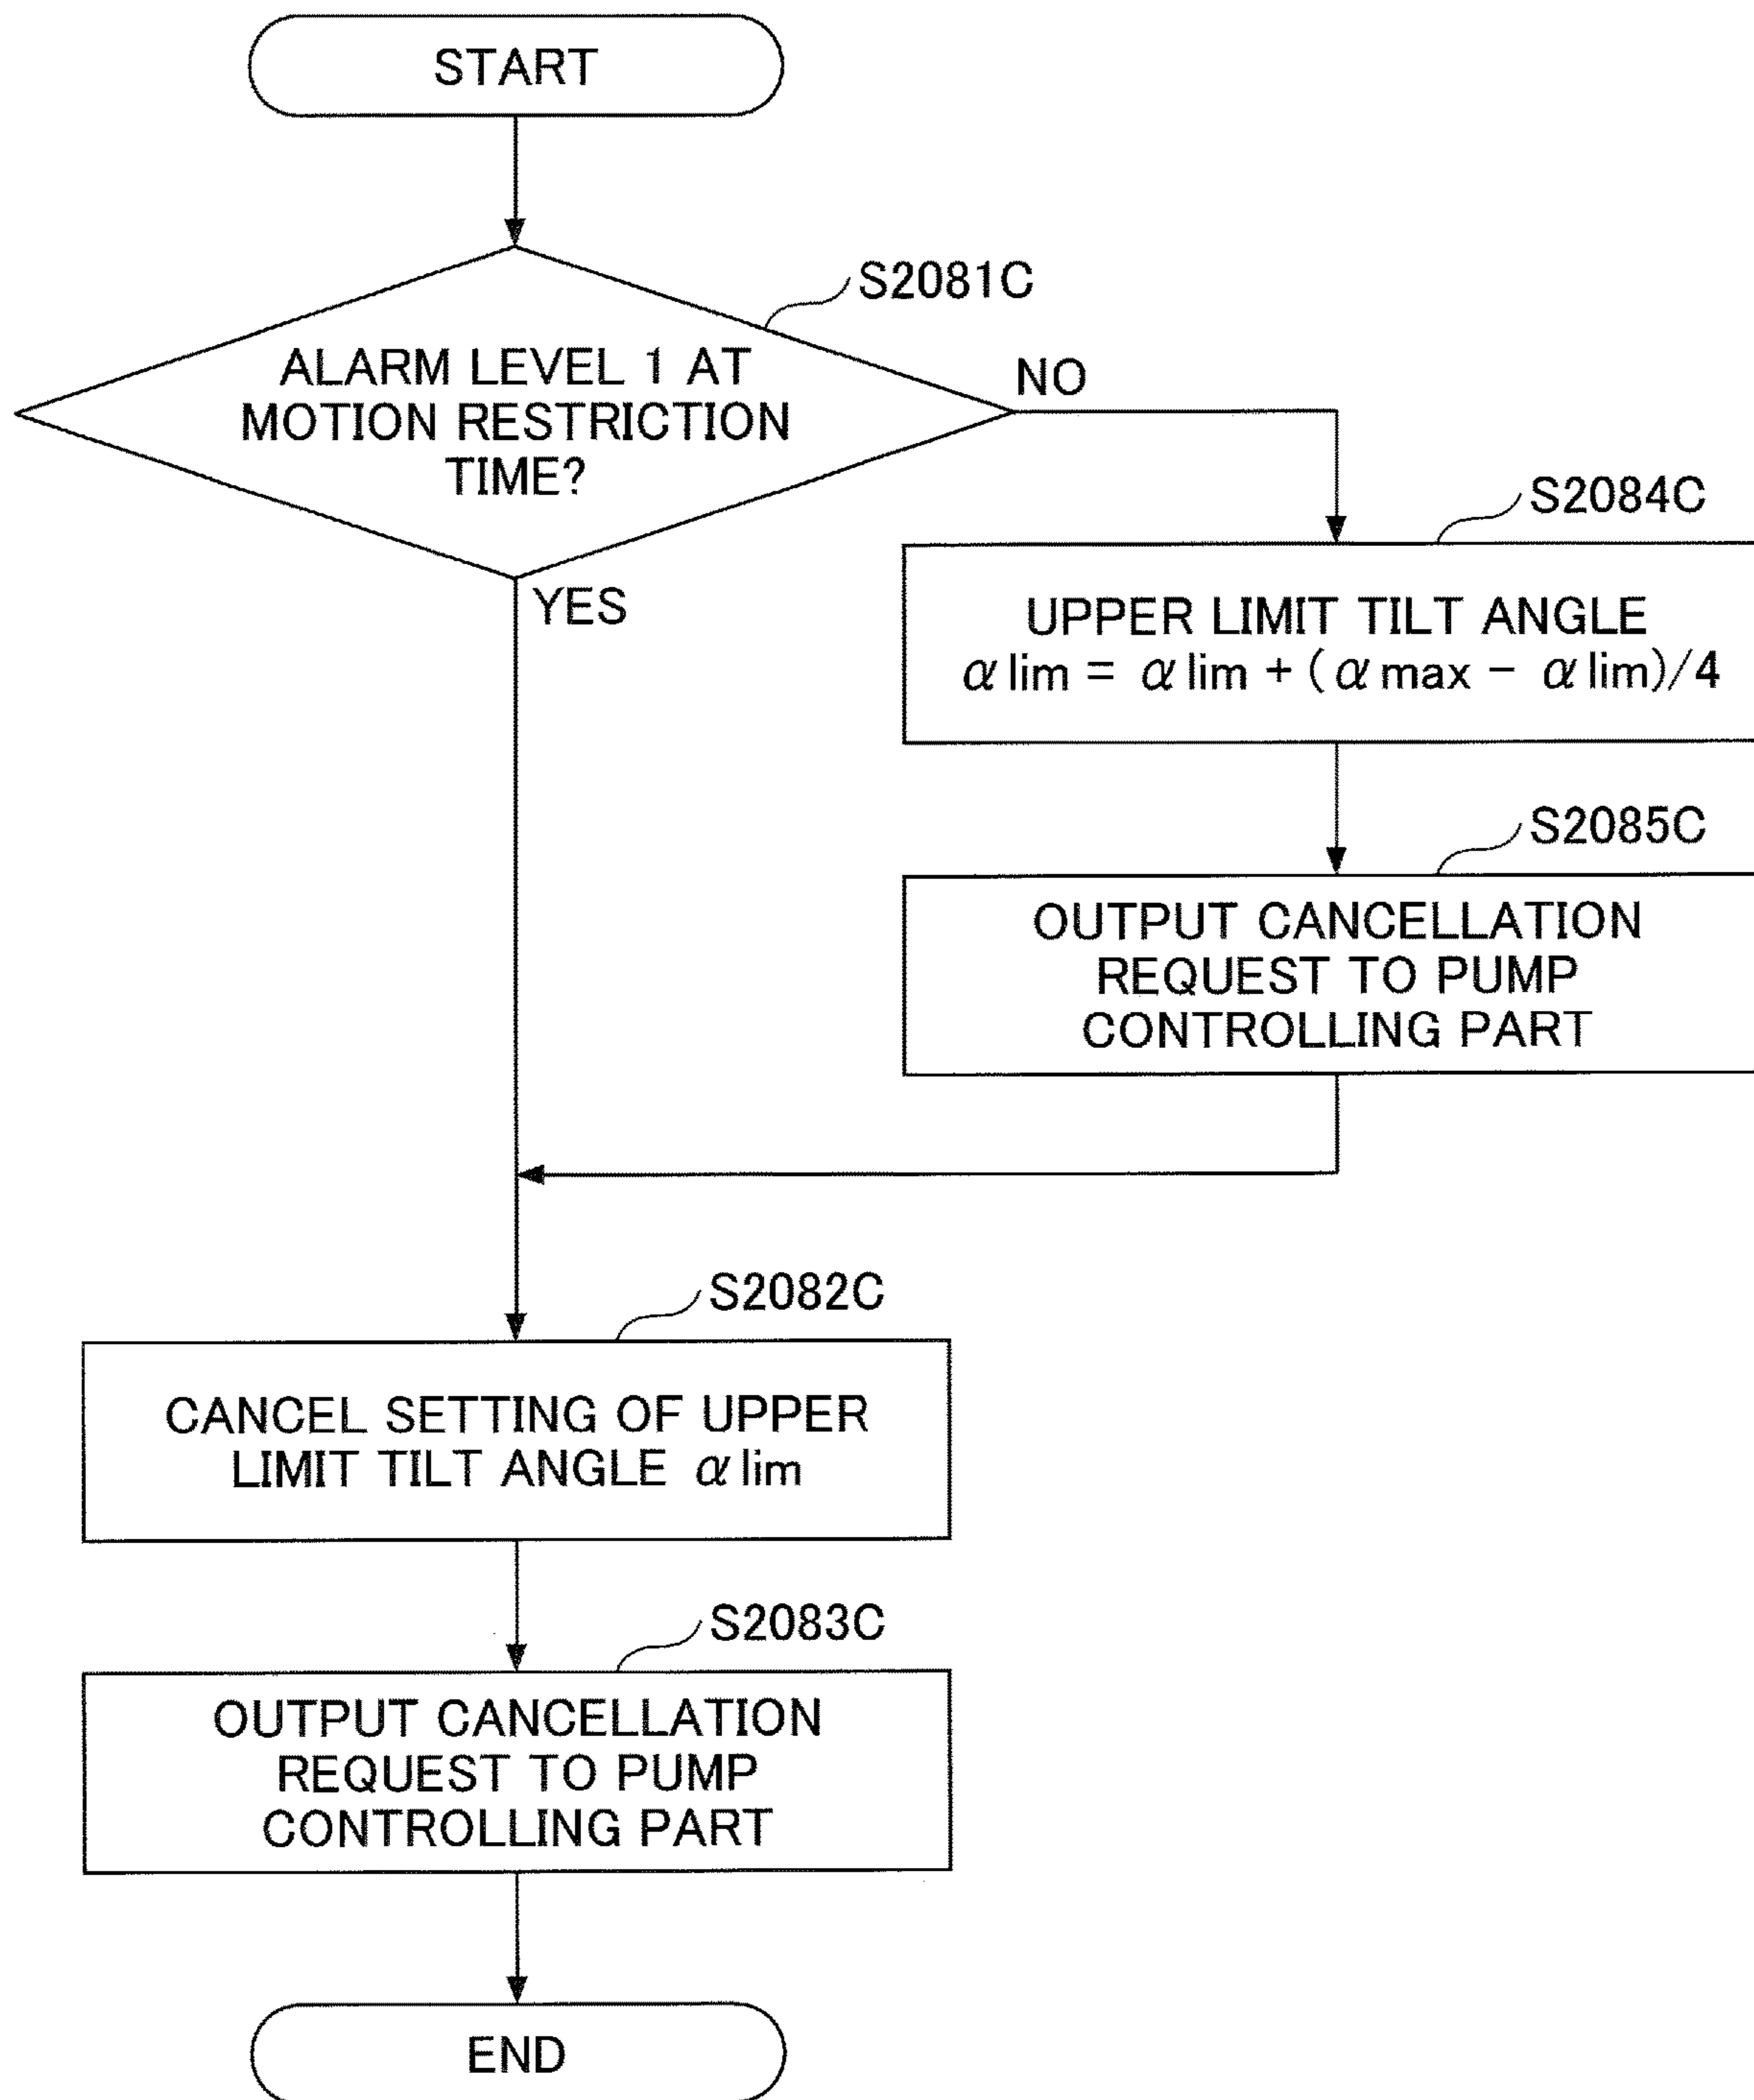 START
S2081C
ALARM LEVEL 1 AT
MOTION RESTRICTION
TIME?
NO
YES
S2084C
UPPER LIMIT TILT ANGLE
α lim = α lim + (α max - α lim)/4
S2085C
OUTPUT CANCELLATION
REQUEST TO PUMP
CONTROLLING PART
S2082C
CANCEL SETTING OF UPPER
LIMIT TILT ANGLE α lim
S2083C
OUTPUT CANCELLATION
REQUEST TO PUMP
CONTROLLING PART
END